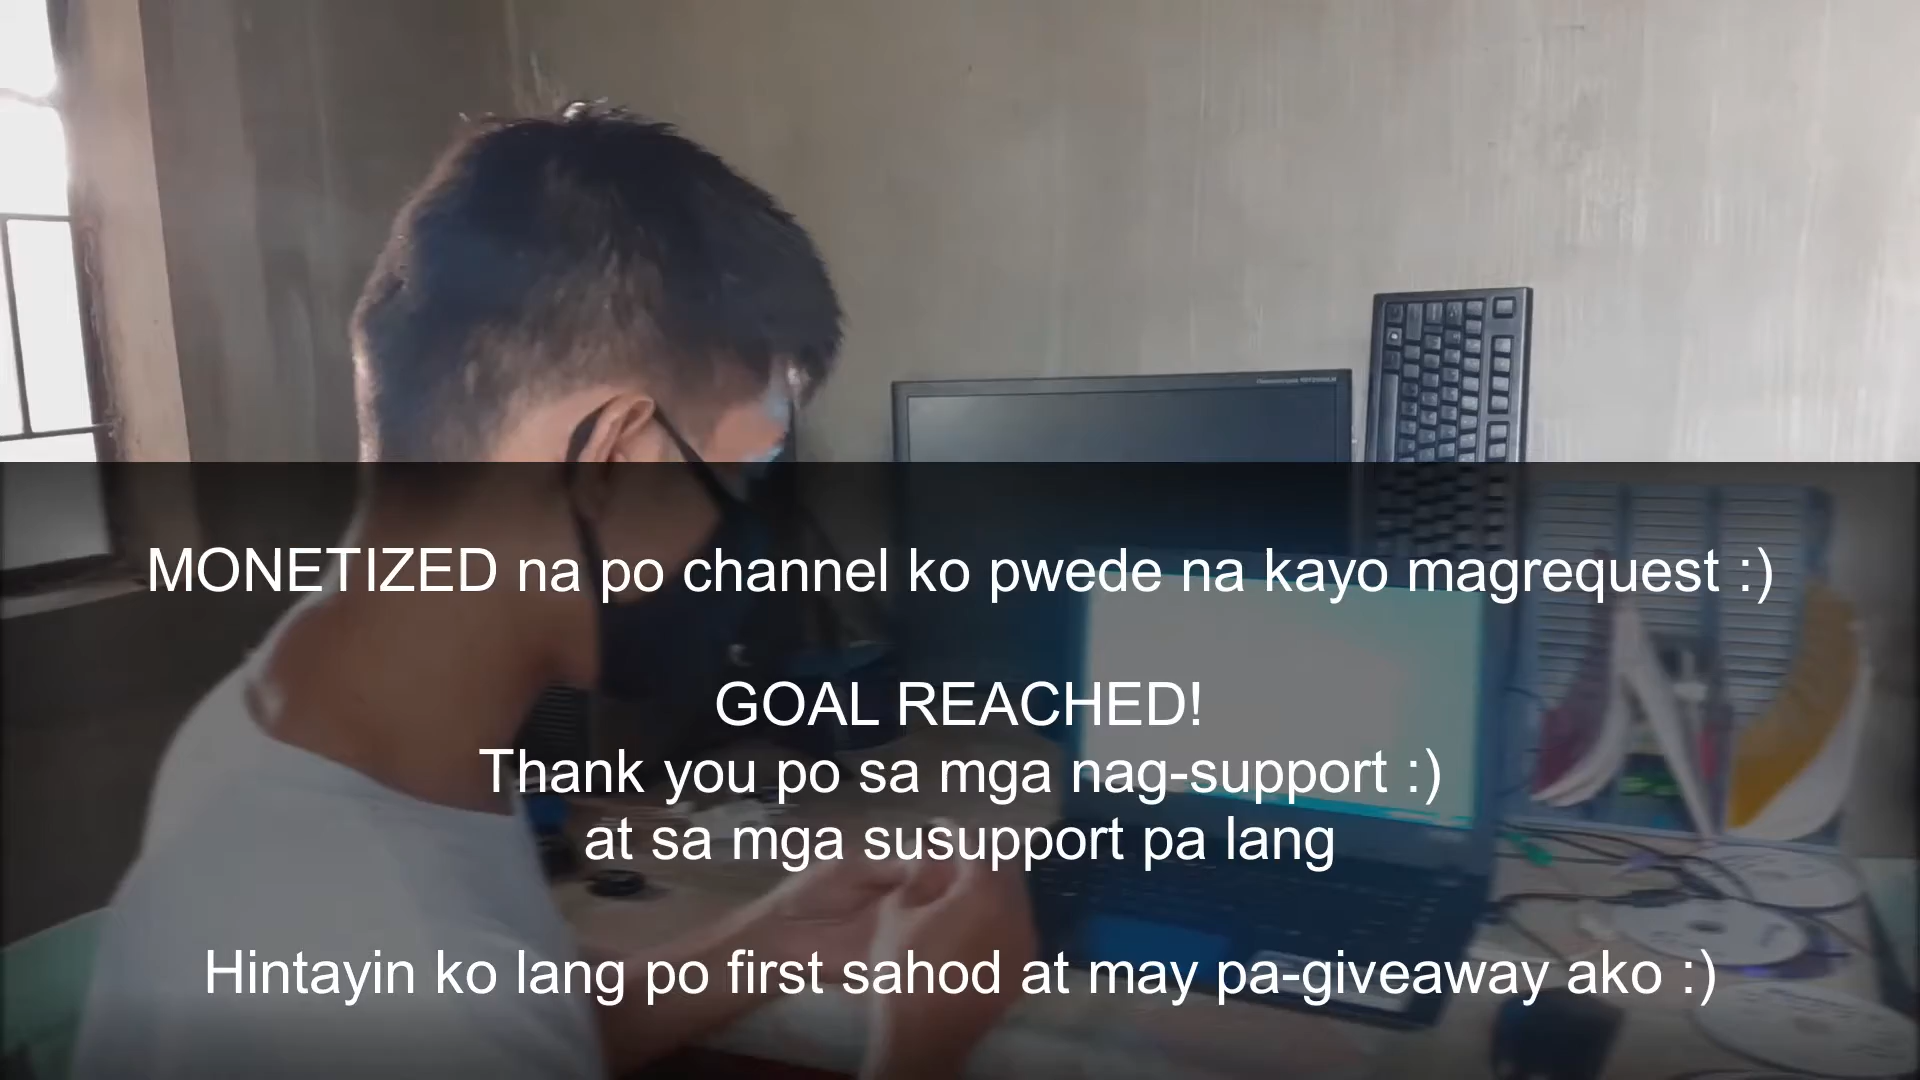 MONETIZED na po channel ko pwede na kayo magrequest :)
GOAL REACHED!
Thank you po sa mga nag-support :)
at sa mga susupport pa lang
Hintayin ko lang po first sahod at may pa-giveaway ako :)